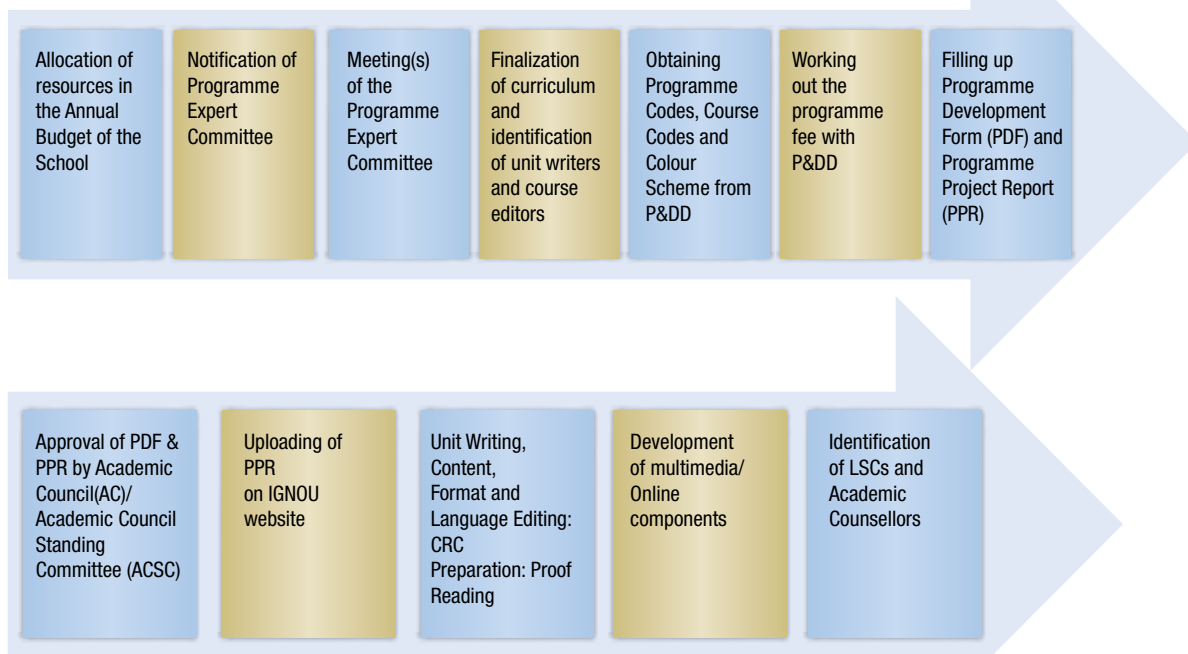 Allocation of
resources in
the Annual
Budget of the
School
Notification of
Programme
Expert
Committee
Meeting(s)
of the
Programme
Expert
Committee
Finalization
of curriculum
and
identification
of unit writers
and course
editors
Obtaining
Programme
Codes, Course
Codes and
Colour
Scheme from
P&DD
Working
out the
programme
fee with
P&DD
Filling up
Programme
Development
Form (PDF) and
Programme
Project Report
(PPR)
Approval of PDF &
PPR by Academic
Council(AC)/
Academic Council
Standing
Committee (ACSC)
Uploading of
PPR
on IGNOU
website
Unit Writing,
Content,
Format and
Language Editing:
CRC
Preparation: Proof
Reading
Development
of multimedia/
Online
components
Identification
of LSCs and
Academic
Counsellors